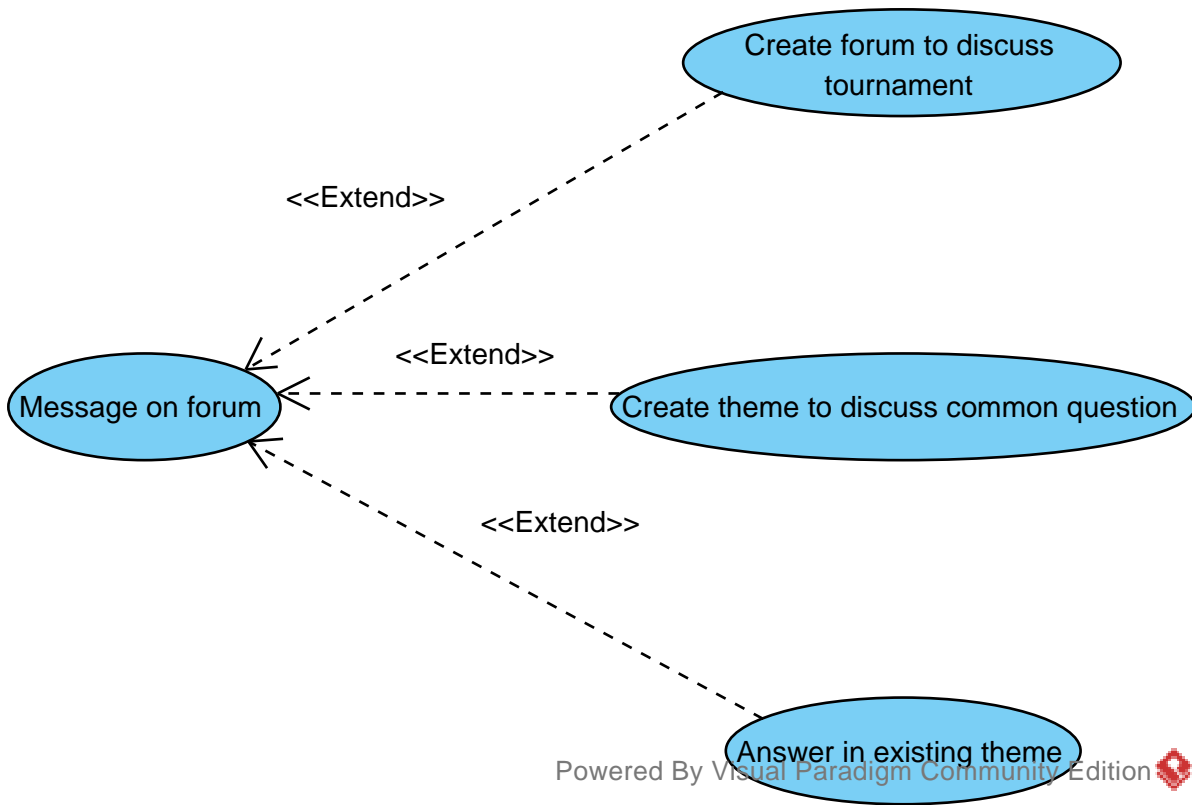 Create forum to discuss
tournament
<<Extend>>
<<Extend>>
Message on forum
Create theme to discuss common question
<<Extend>>
Answer in existing theme
Powered By Visual Paradigm Community Edition